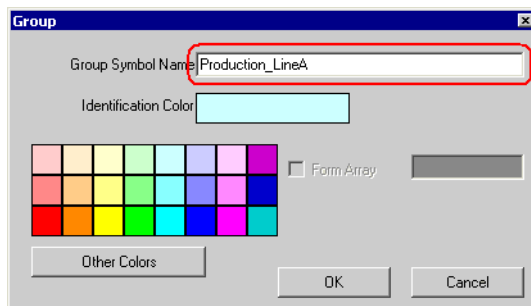 Group
Group Symbol Name Production_LineA
Identification Color
Form Array
Other Colors
OK Cancel